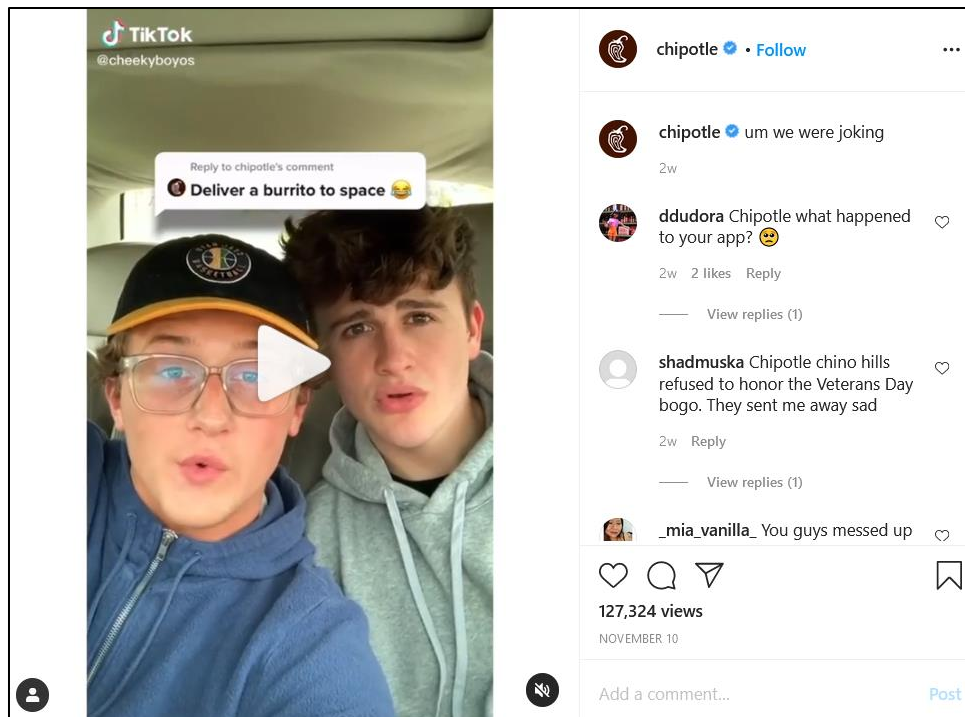 TikTok
@cheekyboyos
Reply to chipotle's comment
Deliver a burrito to space 😂
chipotle • Follow
chipotle um we were joking
2w
ddudora Chipotle what happened
to your app? 🥺
2w 2 likes Reply
View replies (1)
shadmuska Chipotle chino hills
refused to honor the Veterans Day
bogo. They sent me away sad
2w Reply
View replies (1)
_mia_vanilla_ You guys messed up
127,324 views
NOVEMBER 10
Add a comment...
Post